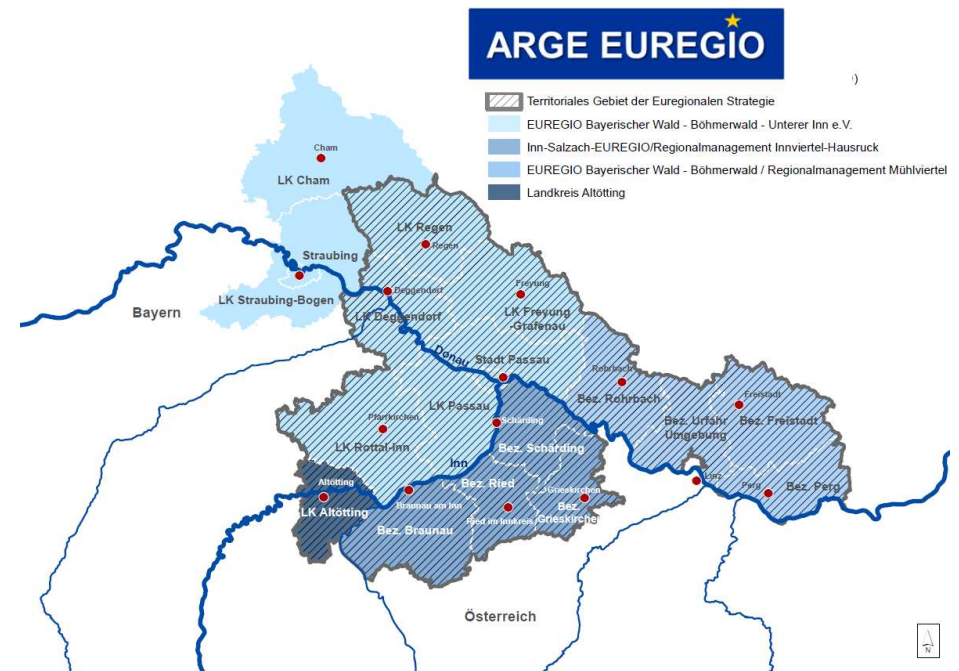 ARGE EUREGIO
)
Territoriales Gebiet der Euregionalen Strategie
EUREGIO Bayerischer Wald - Böhmerwald - Unterer Inn e.V.
Inn-Salzach-EUREGIO/Regionalmanagement Innviertel-Hausruck
EUREGIO Bayerischer Wald - Böhmerwald / Regionalmanagement Mühlviertel
Landkreis Altötting
Cham
LK Cham
LK Regen
Regen
Straubing
LK Straubing-Bogen
Bayern
Deggendorf
LK Deggendorf
Freyung
LK Freyung
-Grafenau
Donau
Stadt Passau
Rohrbach
Bez. Rohrbach
Freistadt
Bez. Urfahr
Umgebung
Bez. Freistadt
LK Passau
Pfarrkirchen
LK Rottal-Inn
Schärding
Bez. Schärding
Inn
Linz
Perg
Bez. Perg
Altötting
LK Altötting
Braunau am Inn
Bez. Ried
Ried im Innkreis
Grieskirchen
Bez.
Grieskirchen
Bez. Braunau
Österreich
N